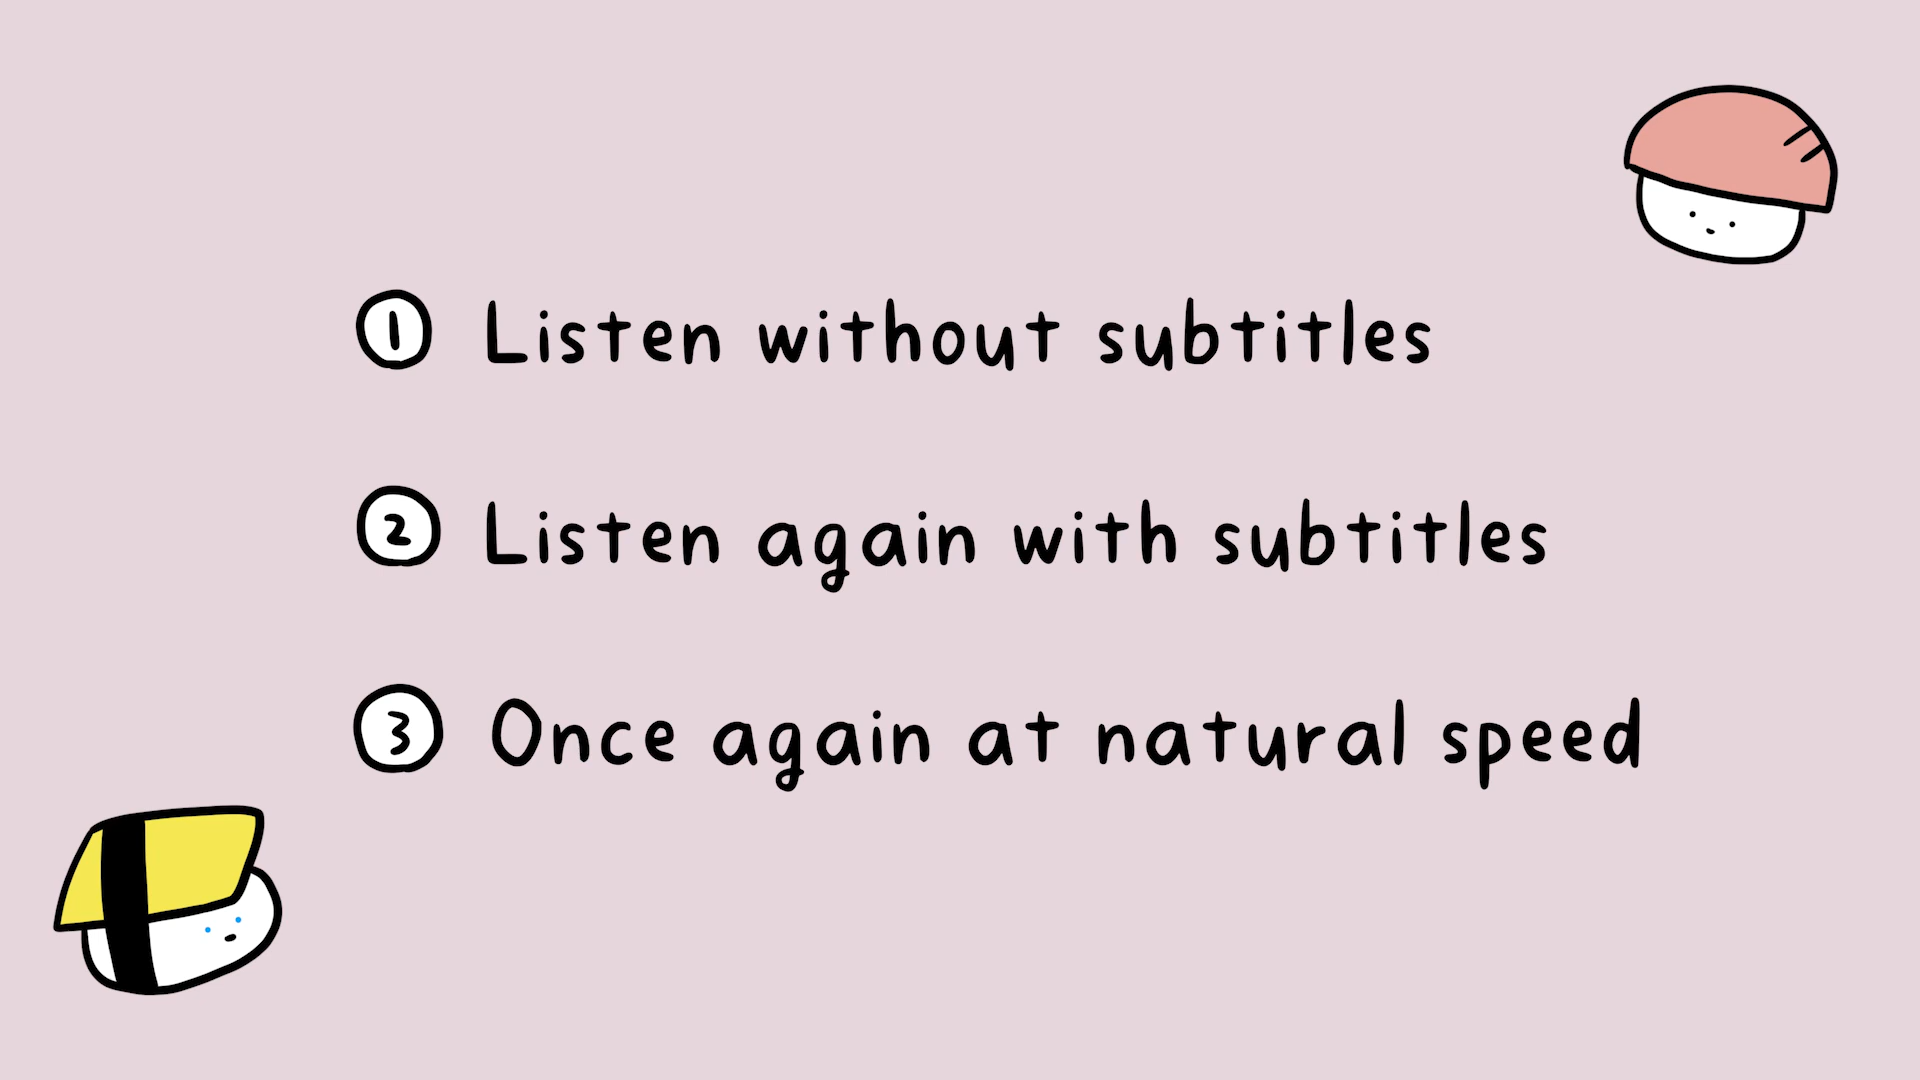 ① Listen without subtitles
② Listen again with subtitles
③ Once again at natural speed